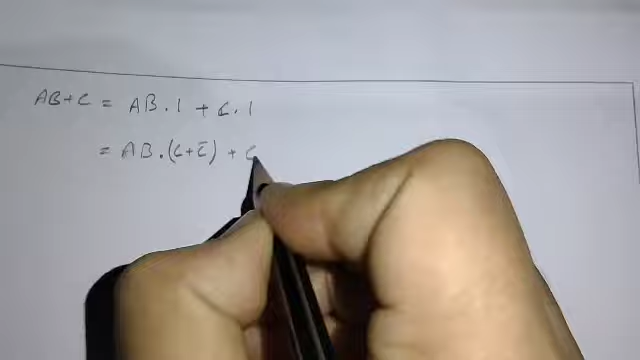 AB+C = AB.1 + C.1
= AB.(C+C̅) + C